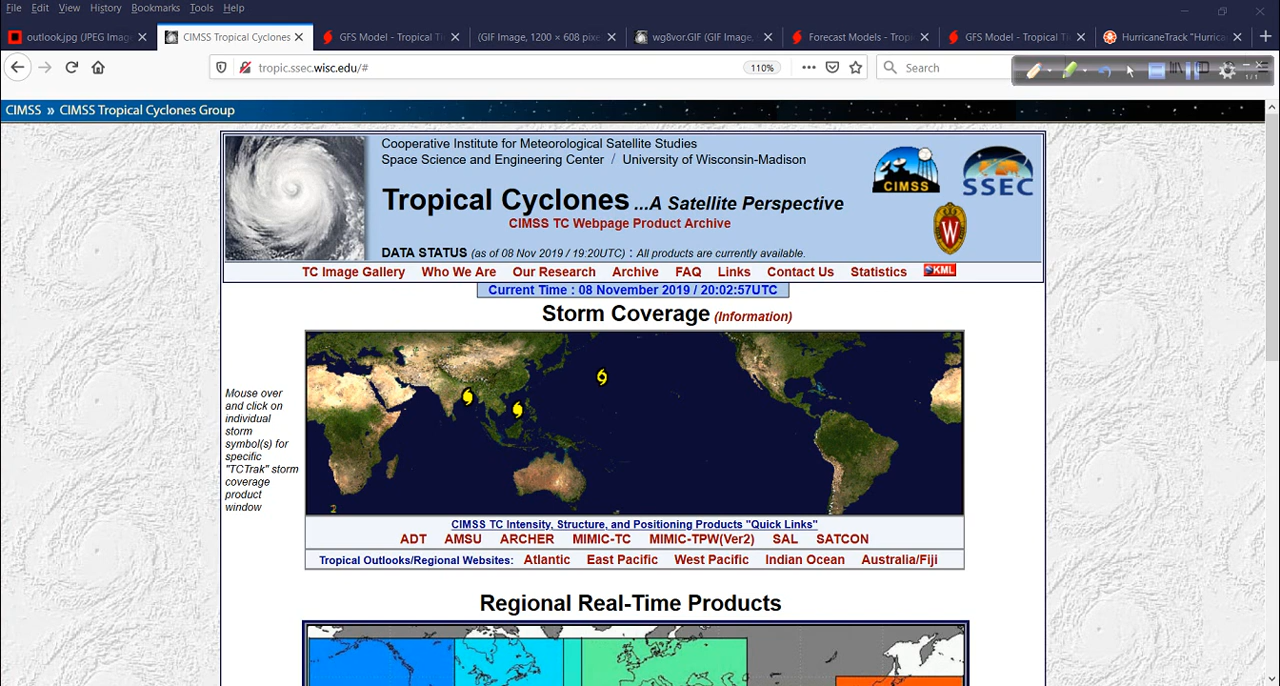 File Edit View History Bookmarks Tools Help
outlook.jpg (JPEG Imag
CIMSS Tropical Cyclones
GFS Model - Tropical Ti
(GIF Image, 1200 × 608 pixe
wg8vor.GIF (GIF Image,
Forecast Models - Trop
GFS Model - Tropical Ti
HurricaneTrack "Hurrica
tropic.ssec.wisc.edu/#
110%
Search
1/1
CIMSS » CIMSS Tropical Cyclones Group
Cooperative Institute for Meteorological Satellite Studies
Space Science and Engineering Center / University of Wisconsin-Madison
Tropical Cyclones ...A Satellite Perspective
CIMSS TC Webpage Product Archive
DATA STATUS (as of 08 Nov 2019 / 19:20UTC) : All products are currently available.
CIMSS
SSEC
W
TC Image Gallery Who We Are Our Research Archive FAQ Links Contact Us Statistics KML
Current Time : 08 November 2019 / 20:02:57UTC
Storm Coverage (Information)
Mouse over
and click on
individual
storm
symbol(s) for
specific
"TCTrak" storm
coverage
product
window
2
CIMSS TC Intensity, Structure, and Positioning Products "Quick Links"
ADT AMSU ARCHER MIMIC-TC MIMIC-TPW(Ver2) SAL SATCON
Tropical Outlooks/Regional Websites: Atlantic East Pacific West Pacific Indian Ocean Australia/Fiji
Regional Real-Time Products